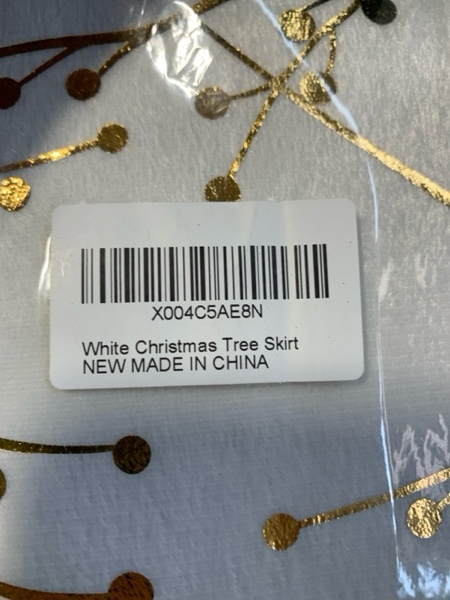 X004C5AE8N
White Christmas Tree Skirt
NEW MADE IN CHINA